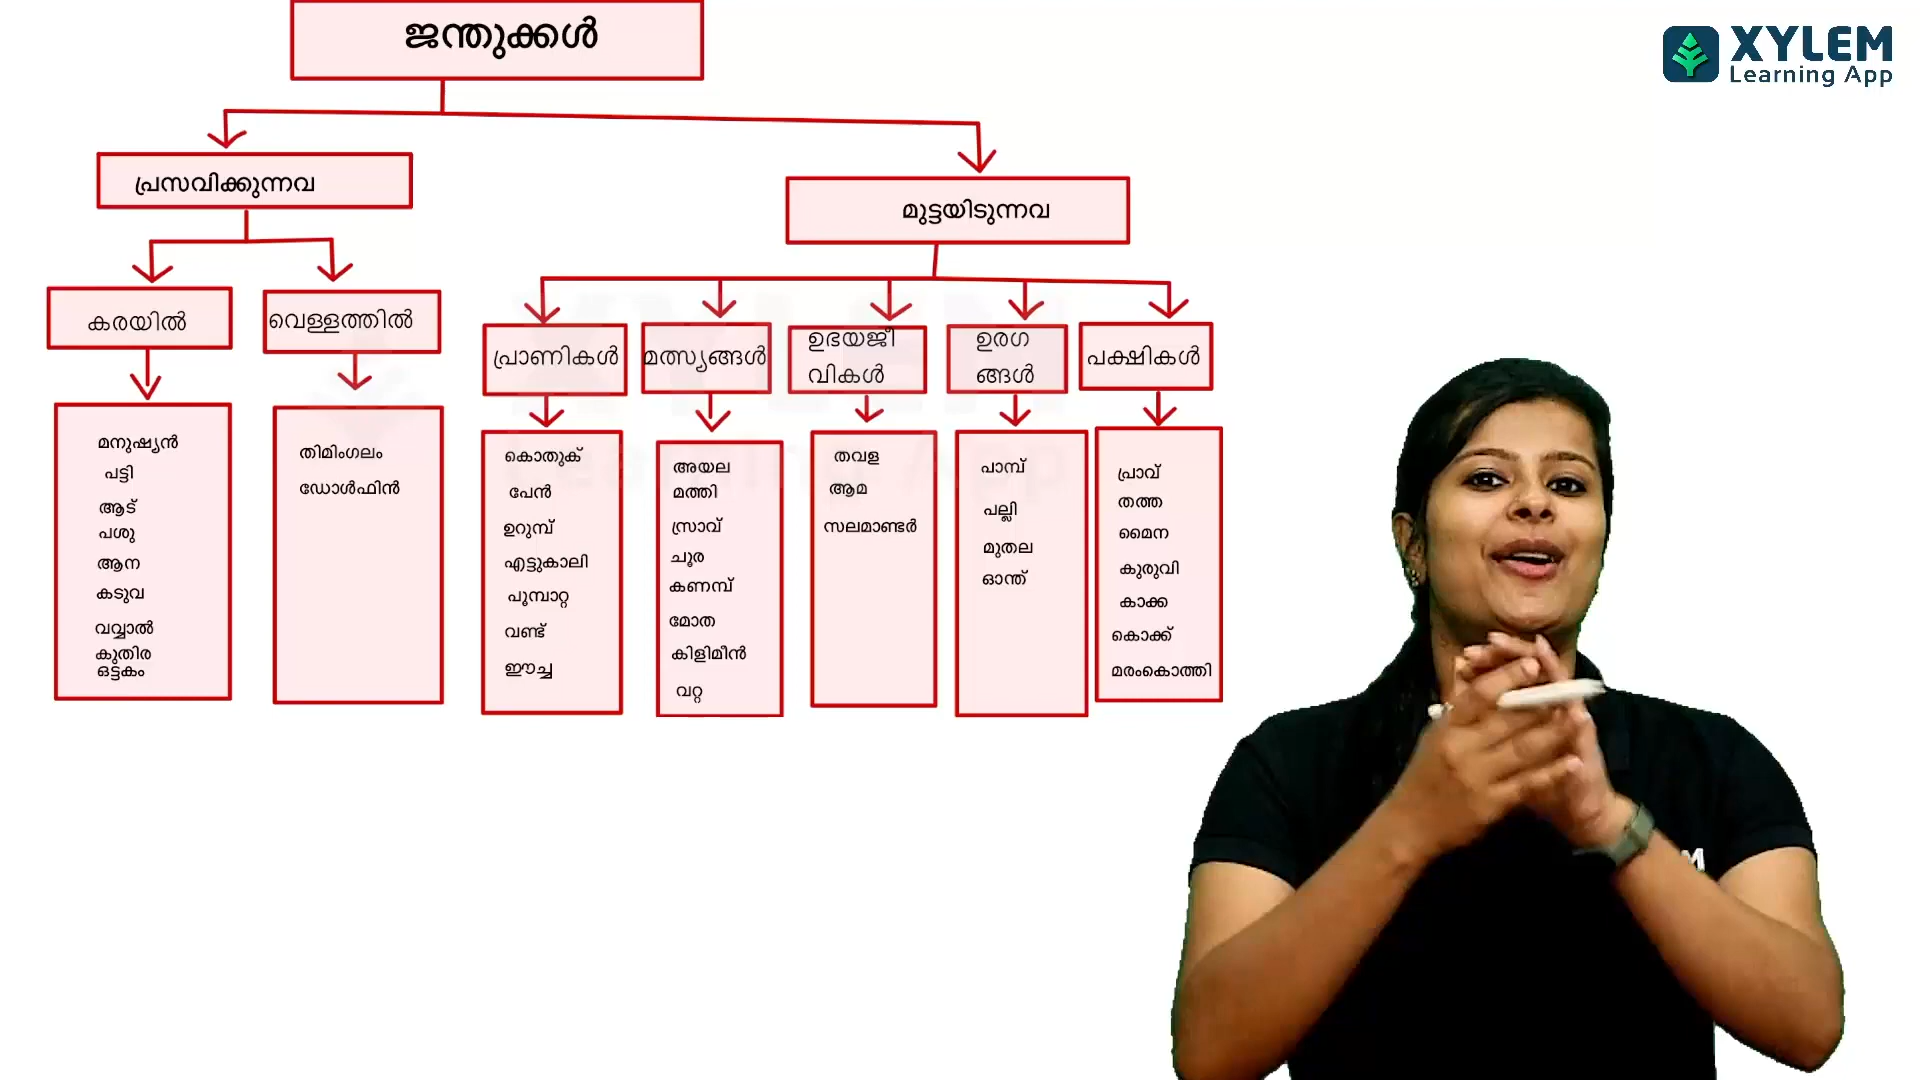 ജന്തുക്കൾ
XYLEM
Learning App
പ്രസവിക്കുന്നവ
മുട്ടയിടുന്നവ
കരയിൽ
വെള്ളത്തിൽ
പ്രാണികൾ
മത്സ്യങ്ങൾ
ഉഭയജീ
വികൾ
ഉരഗ
ങ്ങൾ
പക്ഷികൾ
മനുഷ്യൻ
പട്ടി
ആട്
പശു
ആന
കടുവ
വവ്വാൽ
കുതിര
ഒട്ടകം
തിമിംഗലം
ഡോൾഫിൻ
കൊതുക്
പേൻ
ഉറുമ്പ്
എട്ടുകാലി
പൂമ്പാറ്റ
വണ്ട്
ഈച്ച
അയല
മത്തി
സ്രാവ്
ചൂര
കണമ്പ്
മോത
കിളിമീൻ
വറ്റ
തവള
ആമ
സലമാണ്ടർ
പാമ്പ്
പല്ലി
മുതല
ഓന്ത്
പ്രാവ്
തത്ത
മൈന
കുരുവി
കാക്ക
കൊക്ക്
മരംകൊത്തി